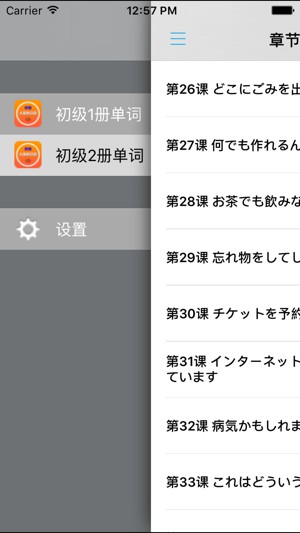 Carrier 12:57 PM
章节
初级1册单词
初级2册单词
设置
第26课 どこにごみを出
第27课 何でも作れるん
第28课 お茶でも飲みな
第29课 忘れ物をしてし
第30课 チケットを予約
第31课 インターネット
ています
第32课 病気かもしれま
第33课 これはどういう